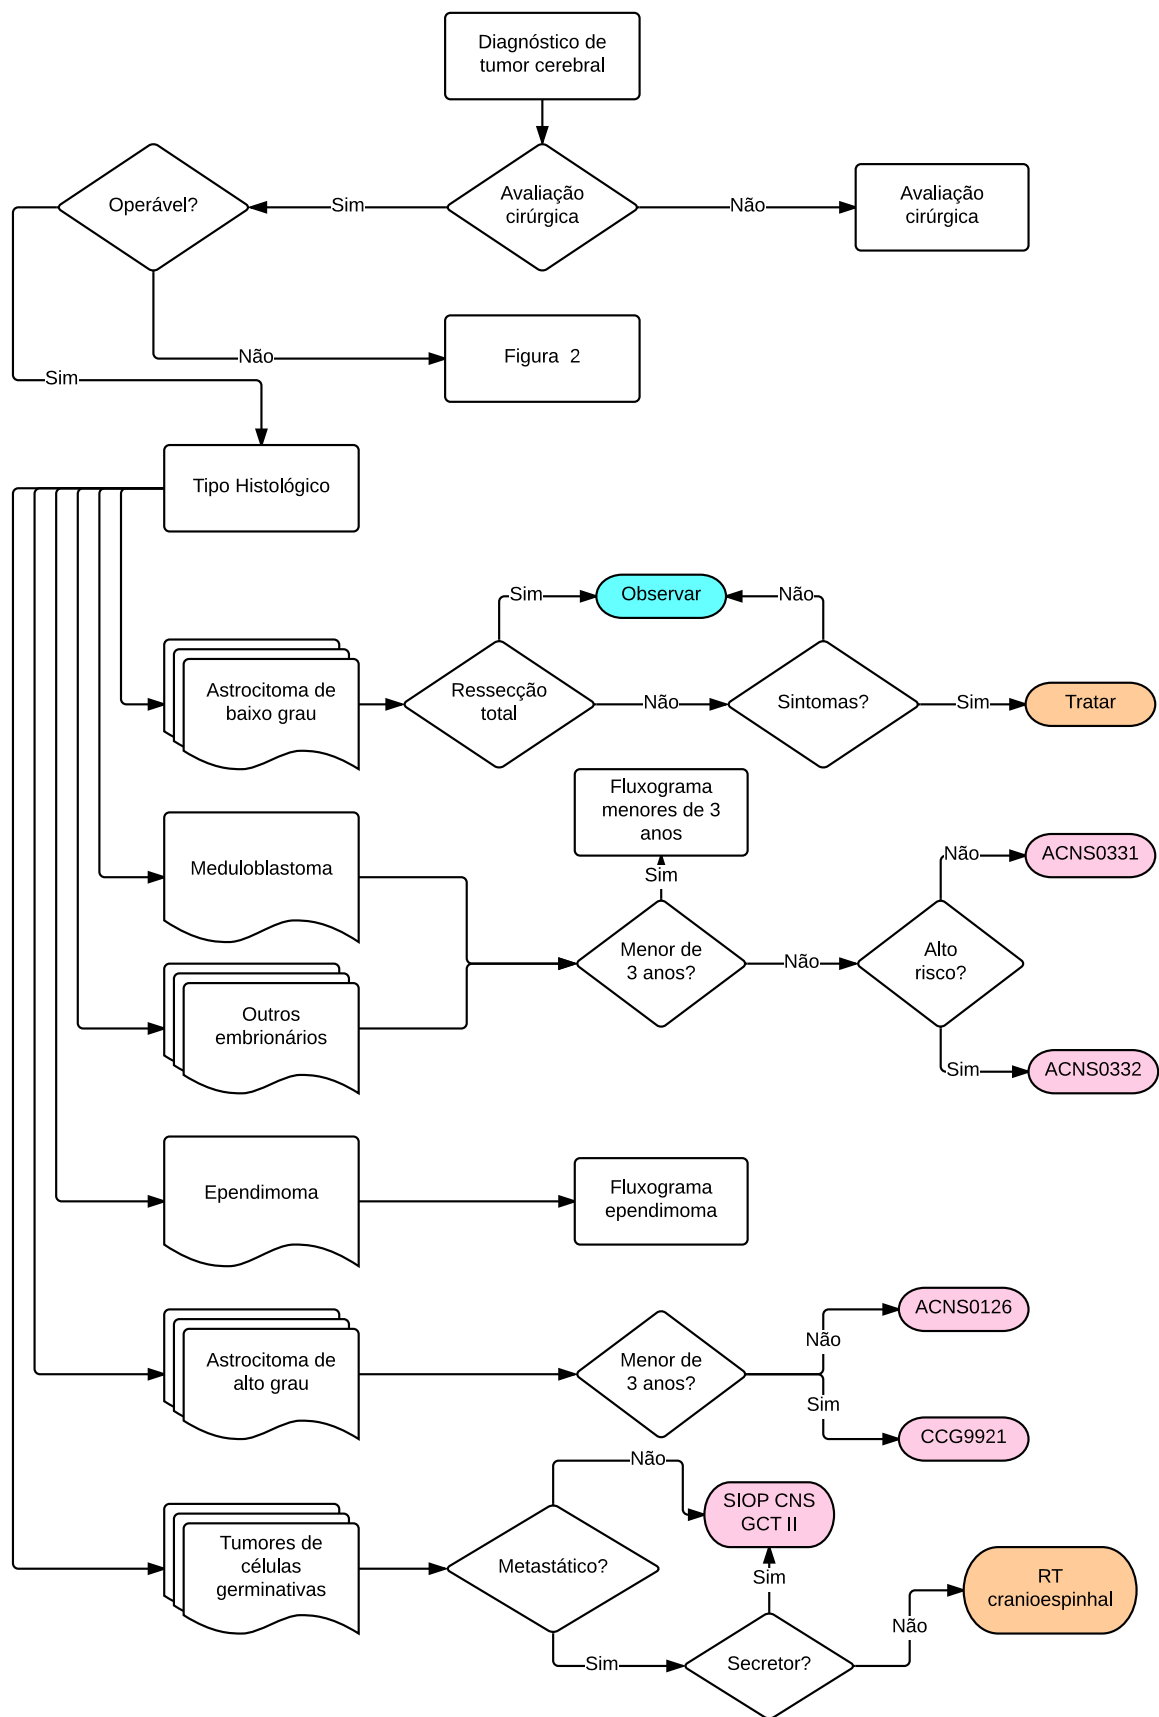 Diagnóstico de
tumor cerebral
Operável?
Sim
Avaliação
cirúrgica
Não
Avaliação
cirúrgica
Não
Figura 2
Sim
Tipo Histológico
Sim
Observar
Não
Astrocitoma de
baixo grau
Ressecção
total
Não
Sintomas?
Sim
Tratar
Fluxograma
menores de 3
anos
Meduloblastoma
Sim
Não
ACNS0331
Menor de
3 anos?
Não
Alto
risco?
Outros
embrionários
Sim
ACNS0332
Ependimoma
Fluxograma
ependimoma
ACNS0126
Não
Astrocitoma de
alto grau
Menor de
3 anos?
Sim
CCG9921
Não
SIOP CNS
GCT II
Tumores de
células
germinativas
Metastático?
Sim
RT
cranioespinhal
Não
Sim
Secretor?